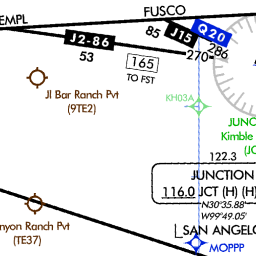 EMPL
FUSCO
85
J15
Q20
286
J2-86
53
270
165
TO FST
Jl Bar Ranch Pvt
(9TE2)
KH03A
JUNC
Kimble
(JC
122.3
JUNCTION
116.0 JCT (H) (H)
N30°35.88'
W99°49.05'
nyon Ranch Pvt
(TE37)
SAN ANGELO
MOPPP